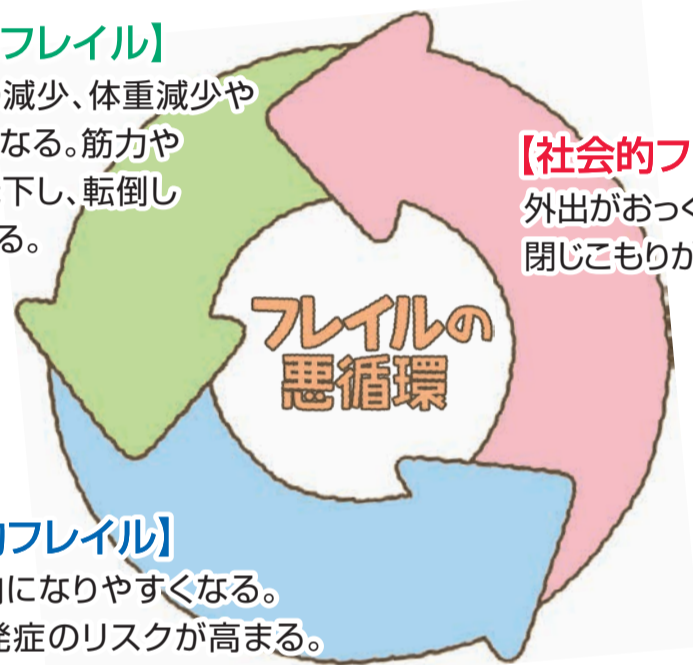 フレイル】
減少、体重減少や
なる。筋力や
下し、転倒し
る。
【社会的フ
外出がおっく
閉じこもりが
フレイルの
悪循環
フレイル】
になりやすくなる。
発症のリスクが高まる。